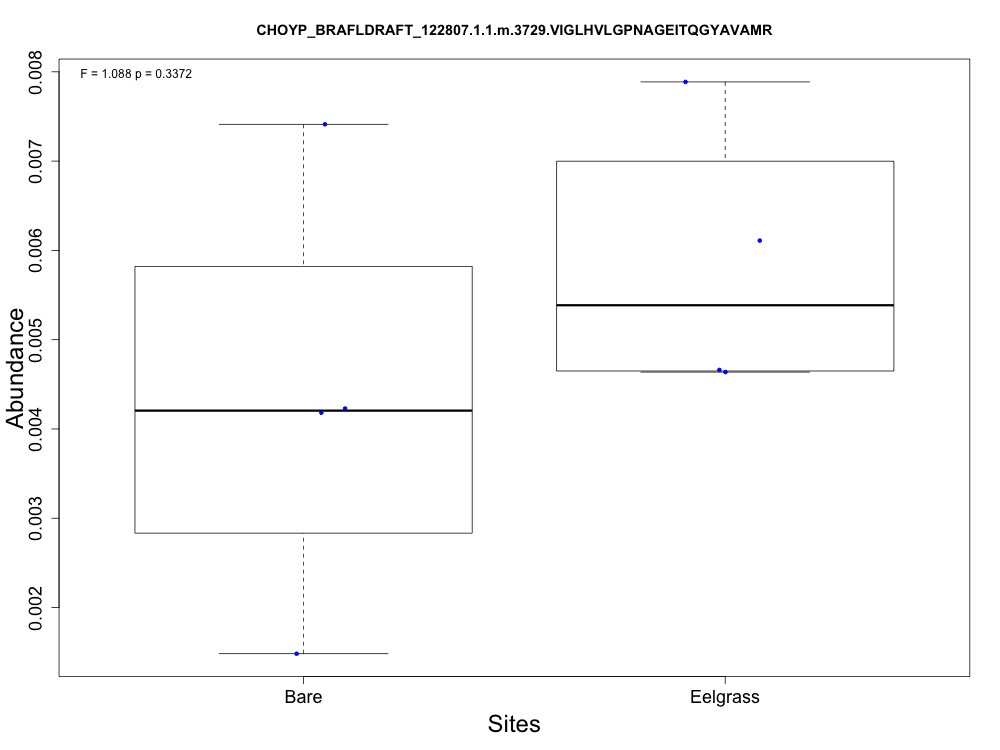 CHOYP_BRAFLDRAFT_122807.1.1.m.3729.VIGLHVLGPNAGEITQGYAVAMR
F = 1.088 p = 0.3372
0.008
0.007
0.006
0.005
0.004
0.003
0.002
Abundance
Bare
Eelgrass
Sites